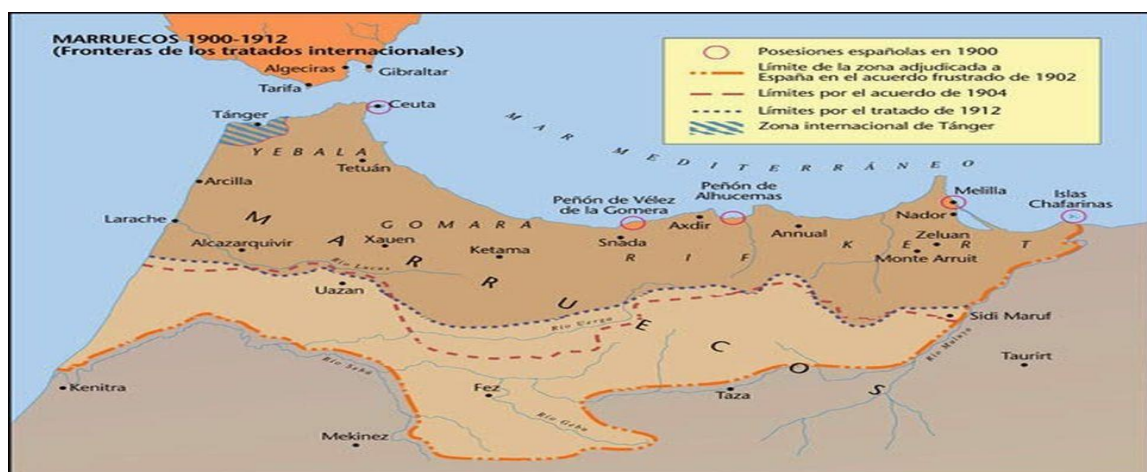 MARRUECOS 1900-1912
(Fronteras de los tratados internacionales)
Algeciras
Gibraltar
Tarifa
Posesiones españolas en 1900
Límite de la zona adjudicada a
España en el acuerdo frustrado de 1902
Límites por el acuerdo de 1904
Límites por el tratado de 1912
Zona internacional de Tánger
Ceuta
Tánger
MAR MEDITERRÁNEO
YEBALA
Tetuán
Arcilla
Larache
Peñón de Vélez
de la Gomera
Peñón de
Alhucemas
Melilla
Islas
Chafarinas
Nador
GOMARA
Axdir
Annual
Snada
Alcazarquivir
Xauen
Ketama
RIF
KERT
Zeluan
Monte Arruit
MARRUECOS
Río Lucus
Uazan
Río Uerga
Sidi Maruf
Río Muluya
Taurirt
Río Sebú
Kenitra
Fez
Taza
Mekinez